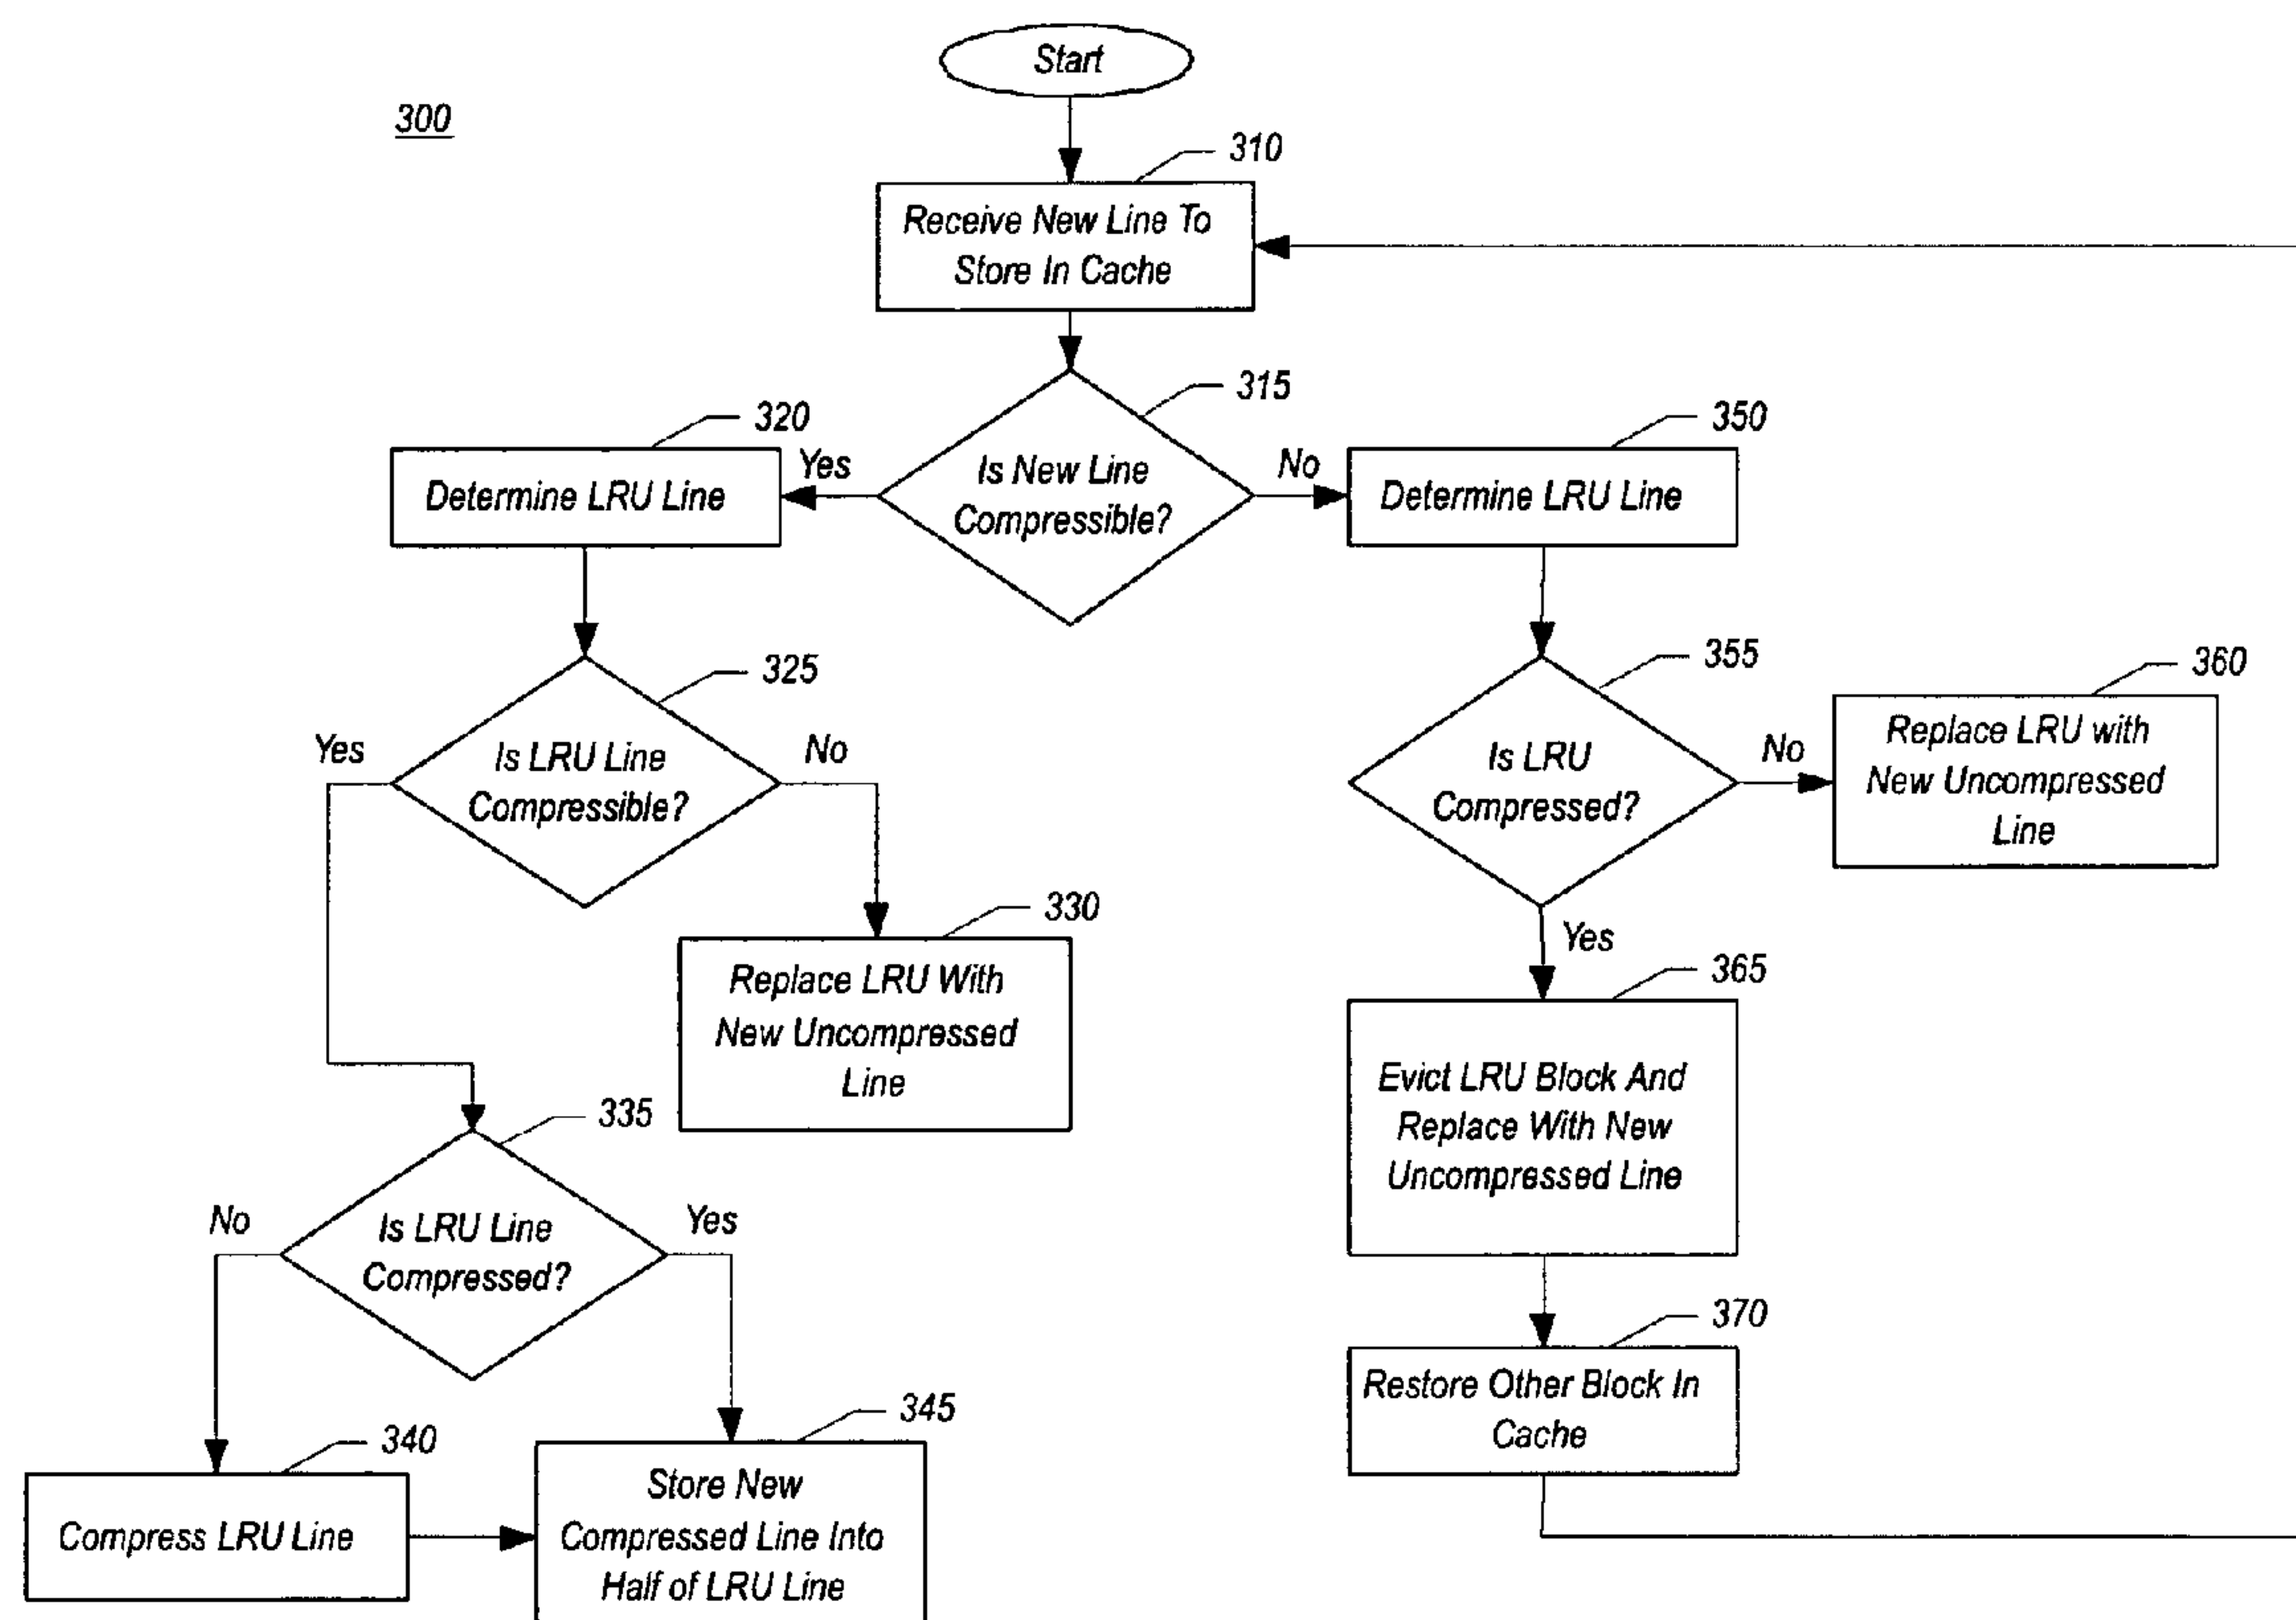 Start
300
310
Receive New Line To
Store In Cache
315
Is New Line
Compressible?
Yes
No
320
Determine LRU Line
350
Determine LRU Line
325
Is LRU Line
Compressible?
Yes
No
355
Is LRU
Compressed?
No
Yes
360
Replace LRU with
New Uncompressed
Line
330
Replace LRU With
New Uncompressed
Line
365
Evict LRU Block And
Replace With New
Uncompressed Line
335
Is LRU Line
Compressed?
No
Yes
370
Restore Other Block In
Cache
340
Compress LRU Line
345
Store New
Compressed Line Into
Half of LRU Line